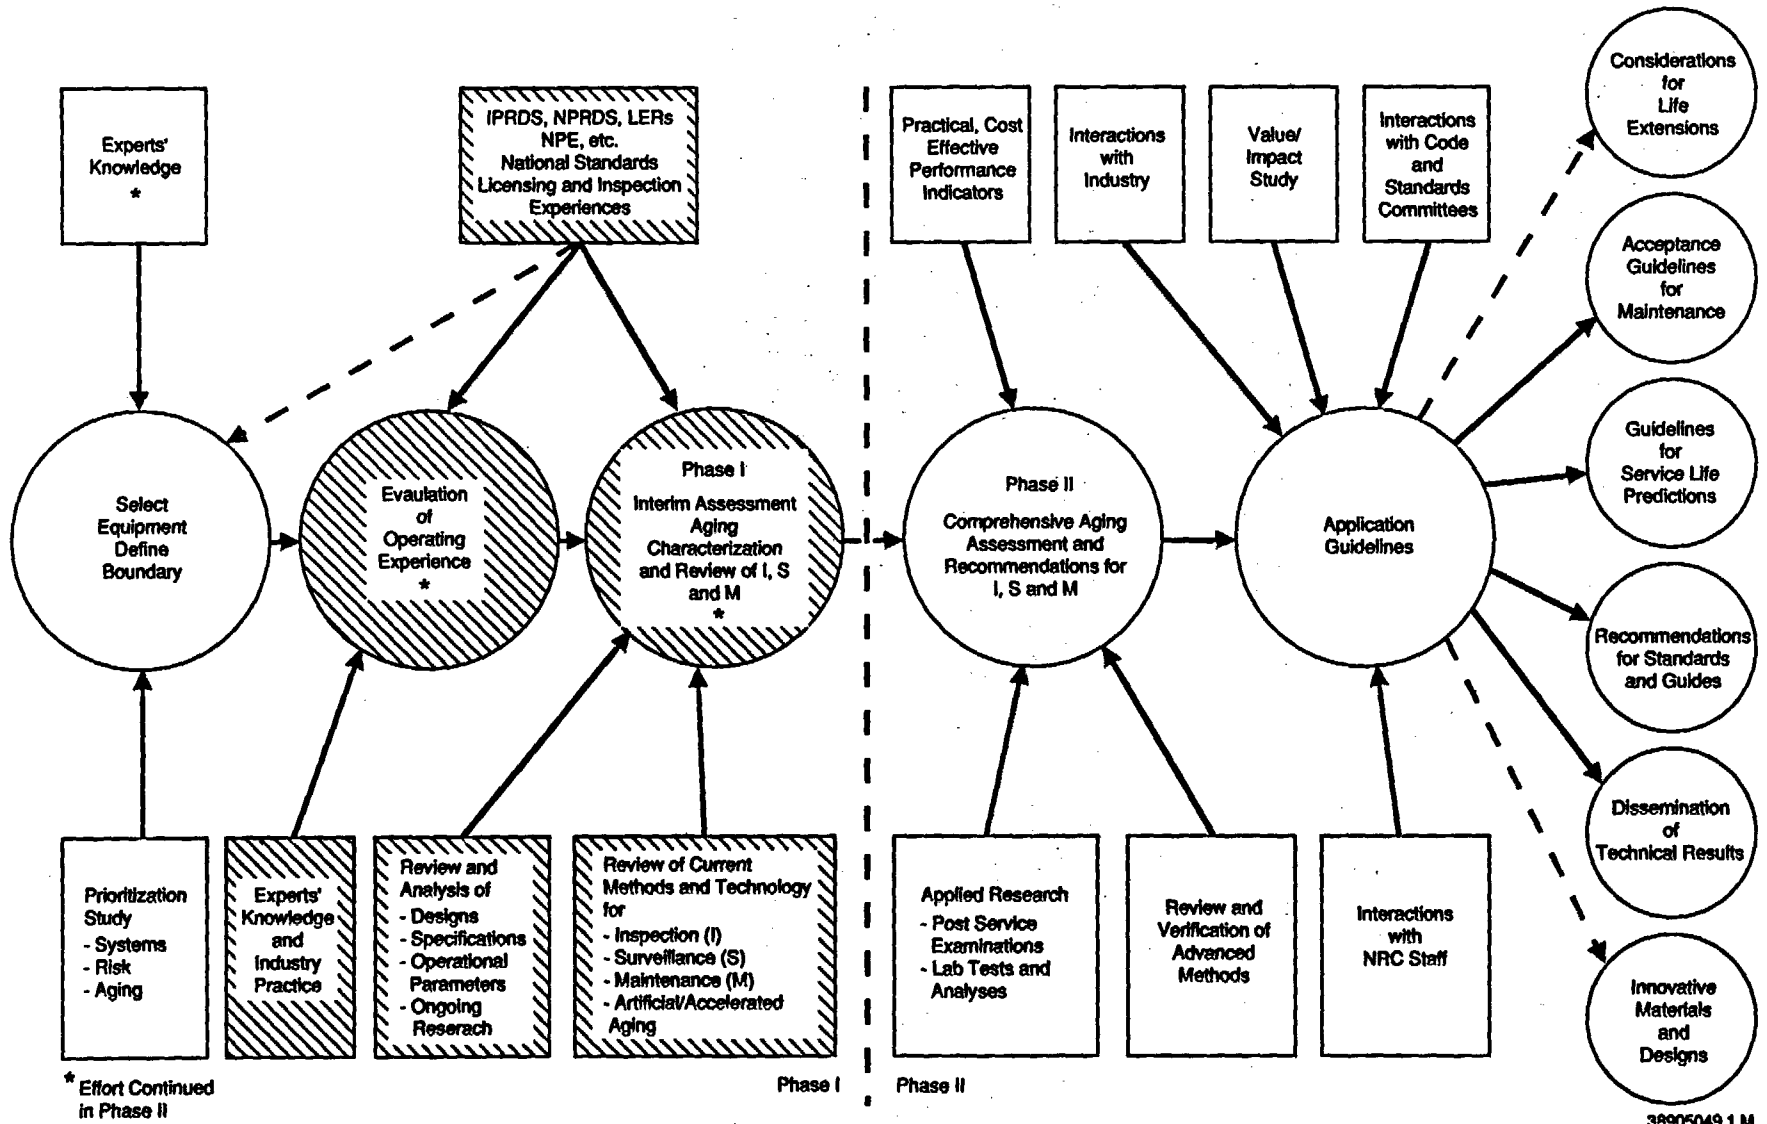 Experts'
Knowledge
*
IPRDS, NPRDS, LERs
NPE, etc.
National Standards
Licensing and Inspection
Experiences
Practical, Cost
Effective
Performance
Indicators
Interactions
with
Industry
Value/
Impact
Study
Interactions
with Code
and
Standards
Committees
Considerations
for
Life
Extensions
Acceptance
Guidelines
for
Maintenance
Guidelines
for
Service Life
Predictions
Recommendations
for Standards
and Guides
Dissemination
of
Technical Results
Innovative
Materials
and
Designs
Select
Equipment
Define
Boundary
Evaulation
of
Operating
Experience
*
Phase I
Interim Assessment
Aging
Characterization
and Review of I, S
and M
*
Phase II
Comprehensive Aging
Assessment and
Recommendations for
I, S and M
Application
Guidelines
Prioritization
Study
- Systems
- Risk
- Aging
Experts'
Knowledge
and
Industry
Practice
Review and
Analysis of
- Designs
- Specifications
- Operational
Parameters
- Ongoing
Reserach
Review of Current
Methods and Technology
for
- Inspection (I)
- Surveillance (S)
- Maintenance (M)
- Artificial/Accelerated
Aging
Applied Research
- Post Service
Examinations
- Lab Tests and
Analyses
Review and
Verification of
Advanced
Methods
Interactions
with
NRC Staff
* Effort Continued
in Phase II
Phase I
Phase II
38905049.1 M